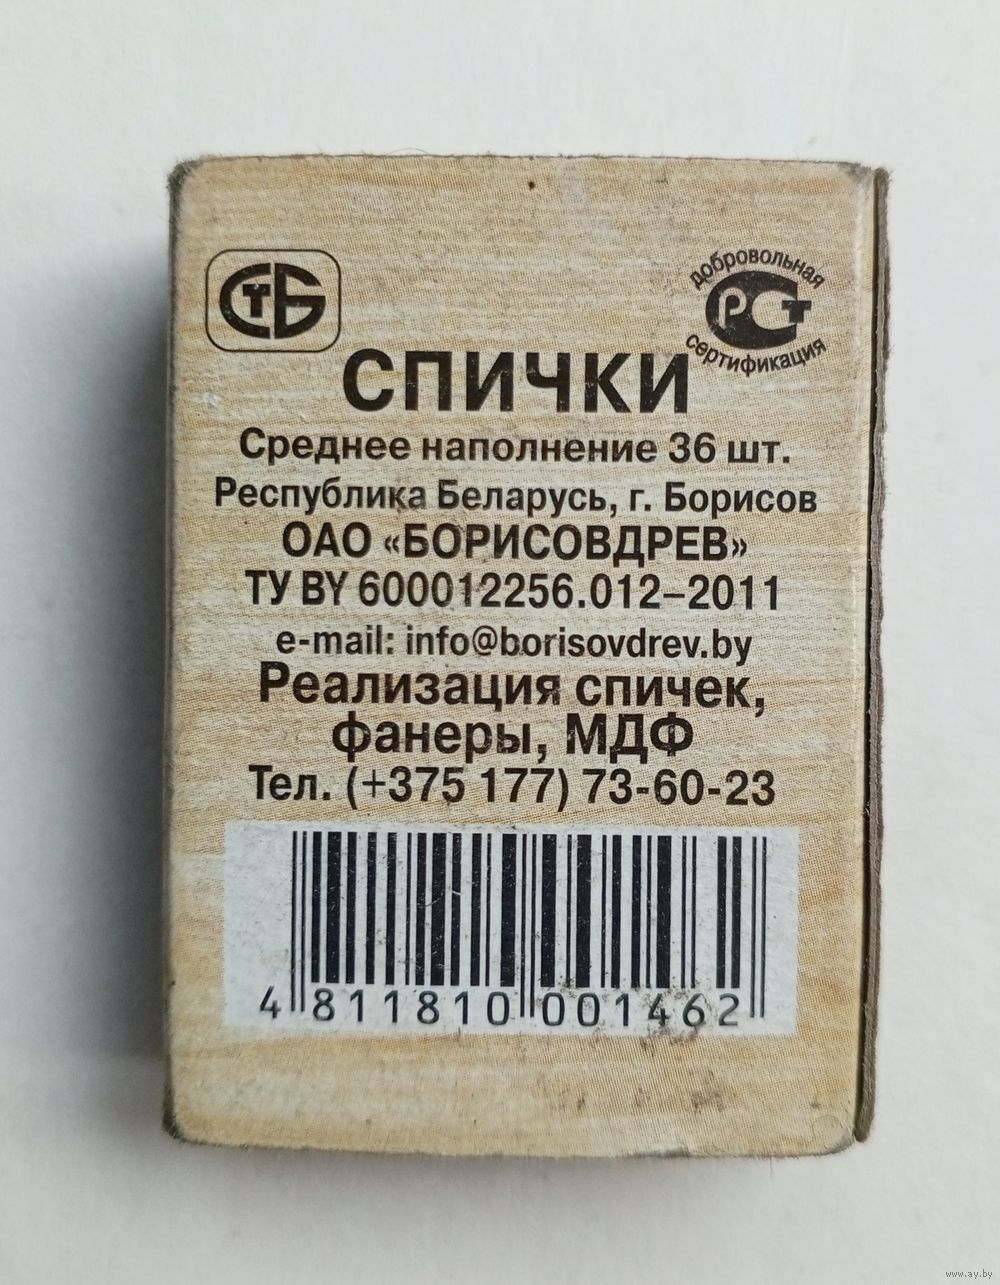 СТБ
добровольная
РСТ
сертификация
СПИЧКИ
Среднее наполнение 36 шт.
Республика Беларусь, г. Борисов
ОАО «БОРИСОВДРЕВ»
ТУ BY 600012256.012–2011
e-mail: info@borisovdrev.by
Реализация спичек,
фанеры, МДФ
Тел. (+375 177) 73-60-23
4 811810 001462
www.ay.by